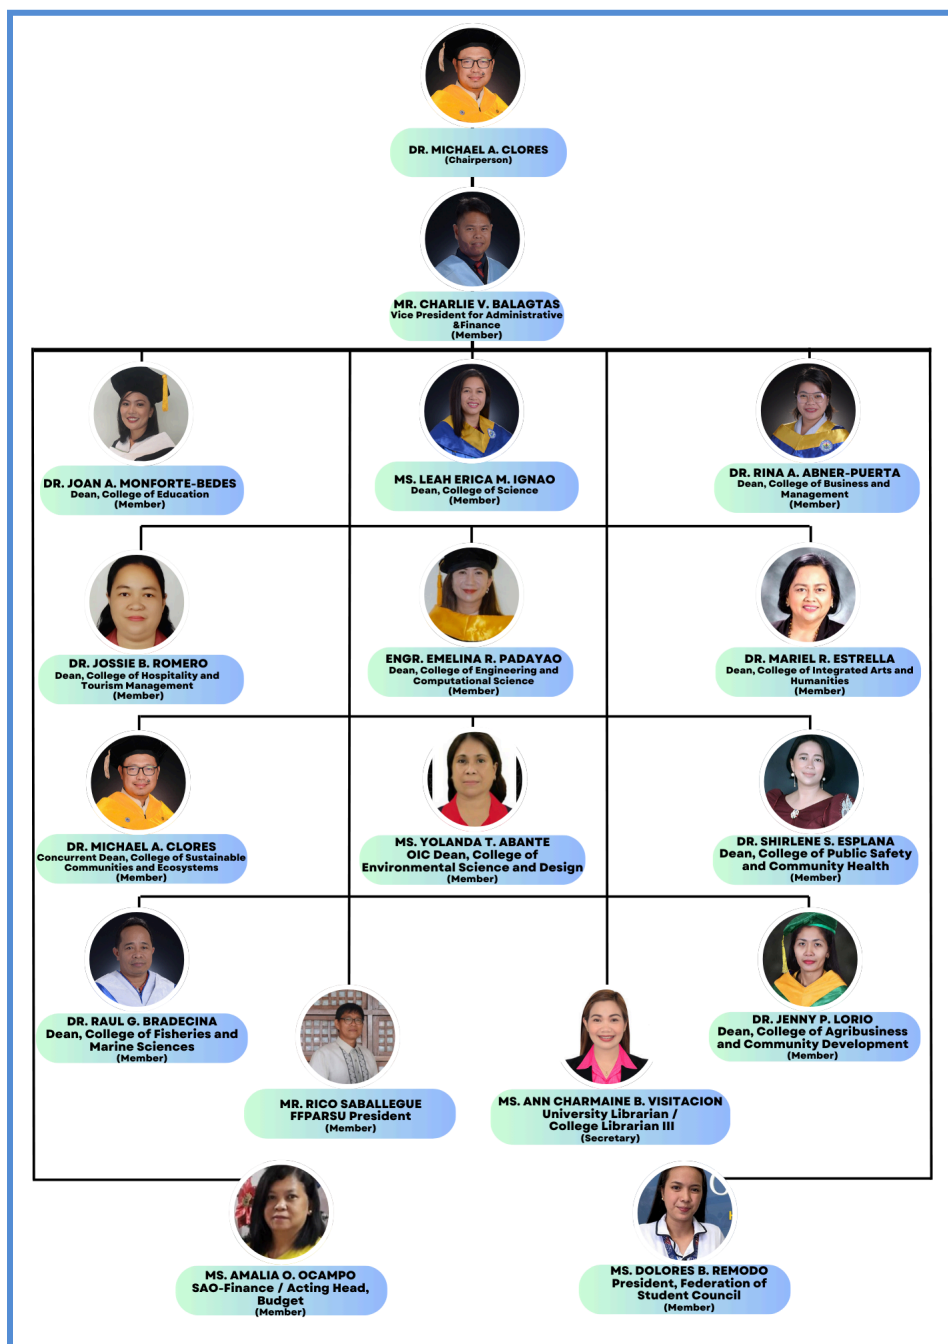 DR. MICHAEL A. CLORES
(Chairperson)
MR. CHARLIE V. BALAGTAS
Vice President for Administrative
&Finance
(Member)
DR. JOAN A. MONFORTE-BEDES
Dean, College of Education
(Member)
MS. LEAH ERICA M. IGNAO
Dean, College of Science
(Member)
DR. RINA A. ABNER-PUERTA
Dean, College of Business and
Management
(Member)
DR. JOSSIE B. ROMERO
Dean, College of Hospitality and
Tourism Management
(Member)
ENGR. EMELINA R. PADAYAO
Dean, College of Engineering and
Computational Science
(Member)
DR. MARIEL R. ESTRELLA
Dean, College of Integrated Arts and
Humanities
(Member)
DR. MICHAEL A. CLORES
Concurrent Dean, College of Sustainable
Communities and Ecosystems
(Member)
MS. YOLANDA T. ABANTE
OIC Dean, College of
Environmental Science and Design
(Member)
DR. SHIRLENE S. ESPLANA
Dean, College of Public Safety
and Community Health
(Member)
DR. RAUL G. BRADECINA
Dean, College of Fisheries and
Marine Sciences
(Member)
DR. JENNY P. LORIO
Dean, College of Agribusiness
and Community Development
(Member)
MR. RICO SABALLEGUE
FFPARSU President
(Member)
MS. ANN CHARMAINE B. VISITACION
University Librarian /
College Librarian III
(Secretary)
MS. AMALIA O. OCAMPO
SAO-Finance / Acting Head,
Budget
(Member)
MS. DOLORES B. REMODO
President, Federation of
Student Council
(Member)